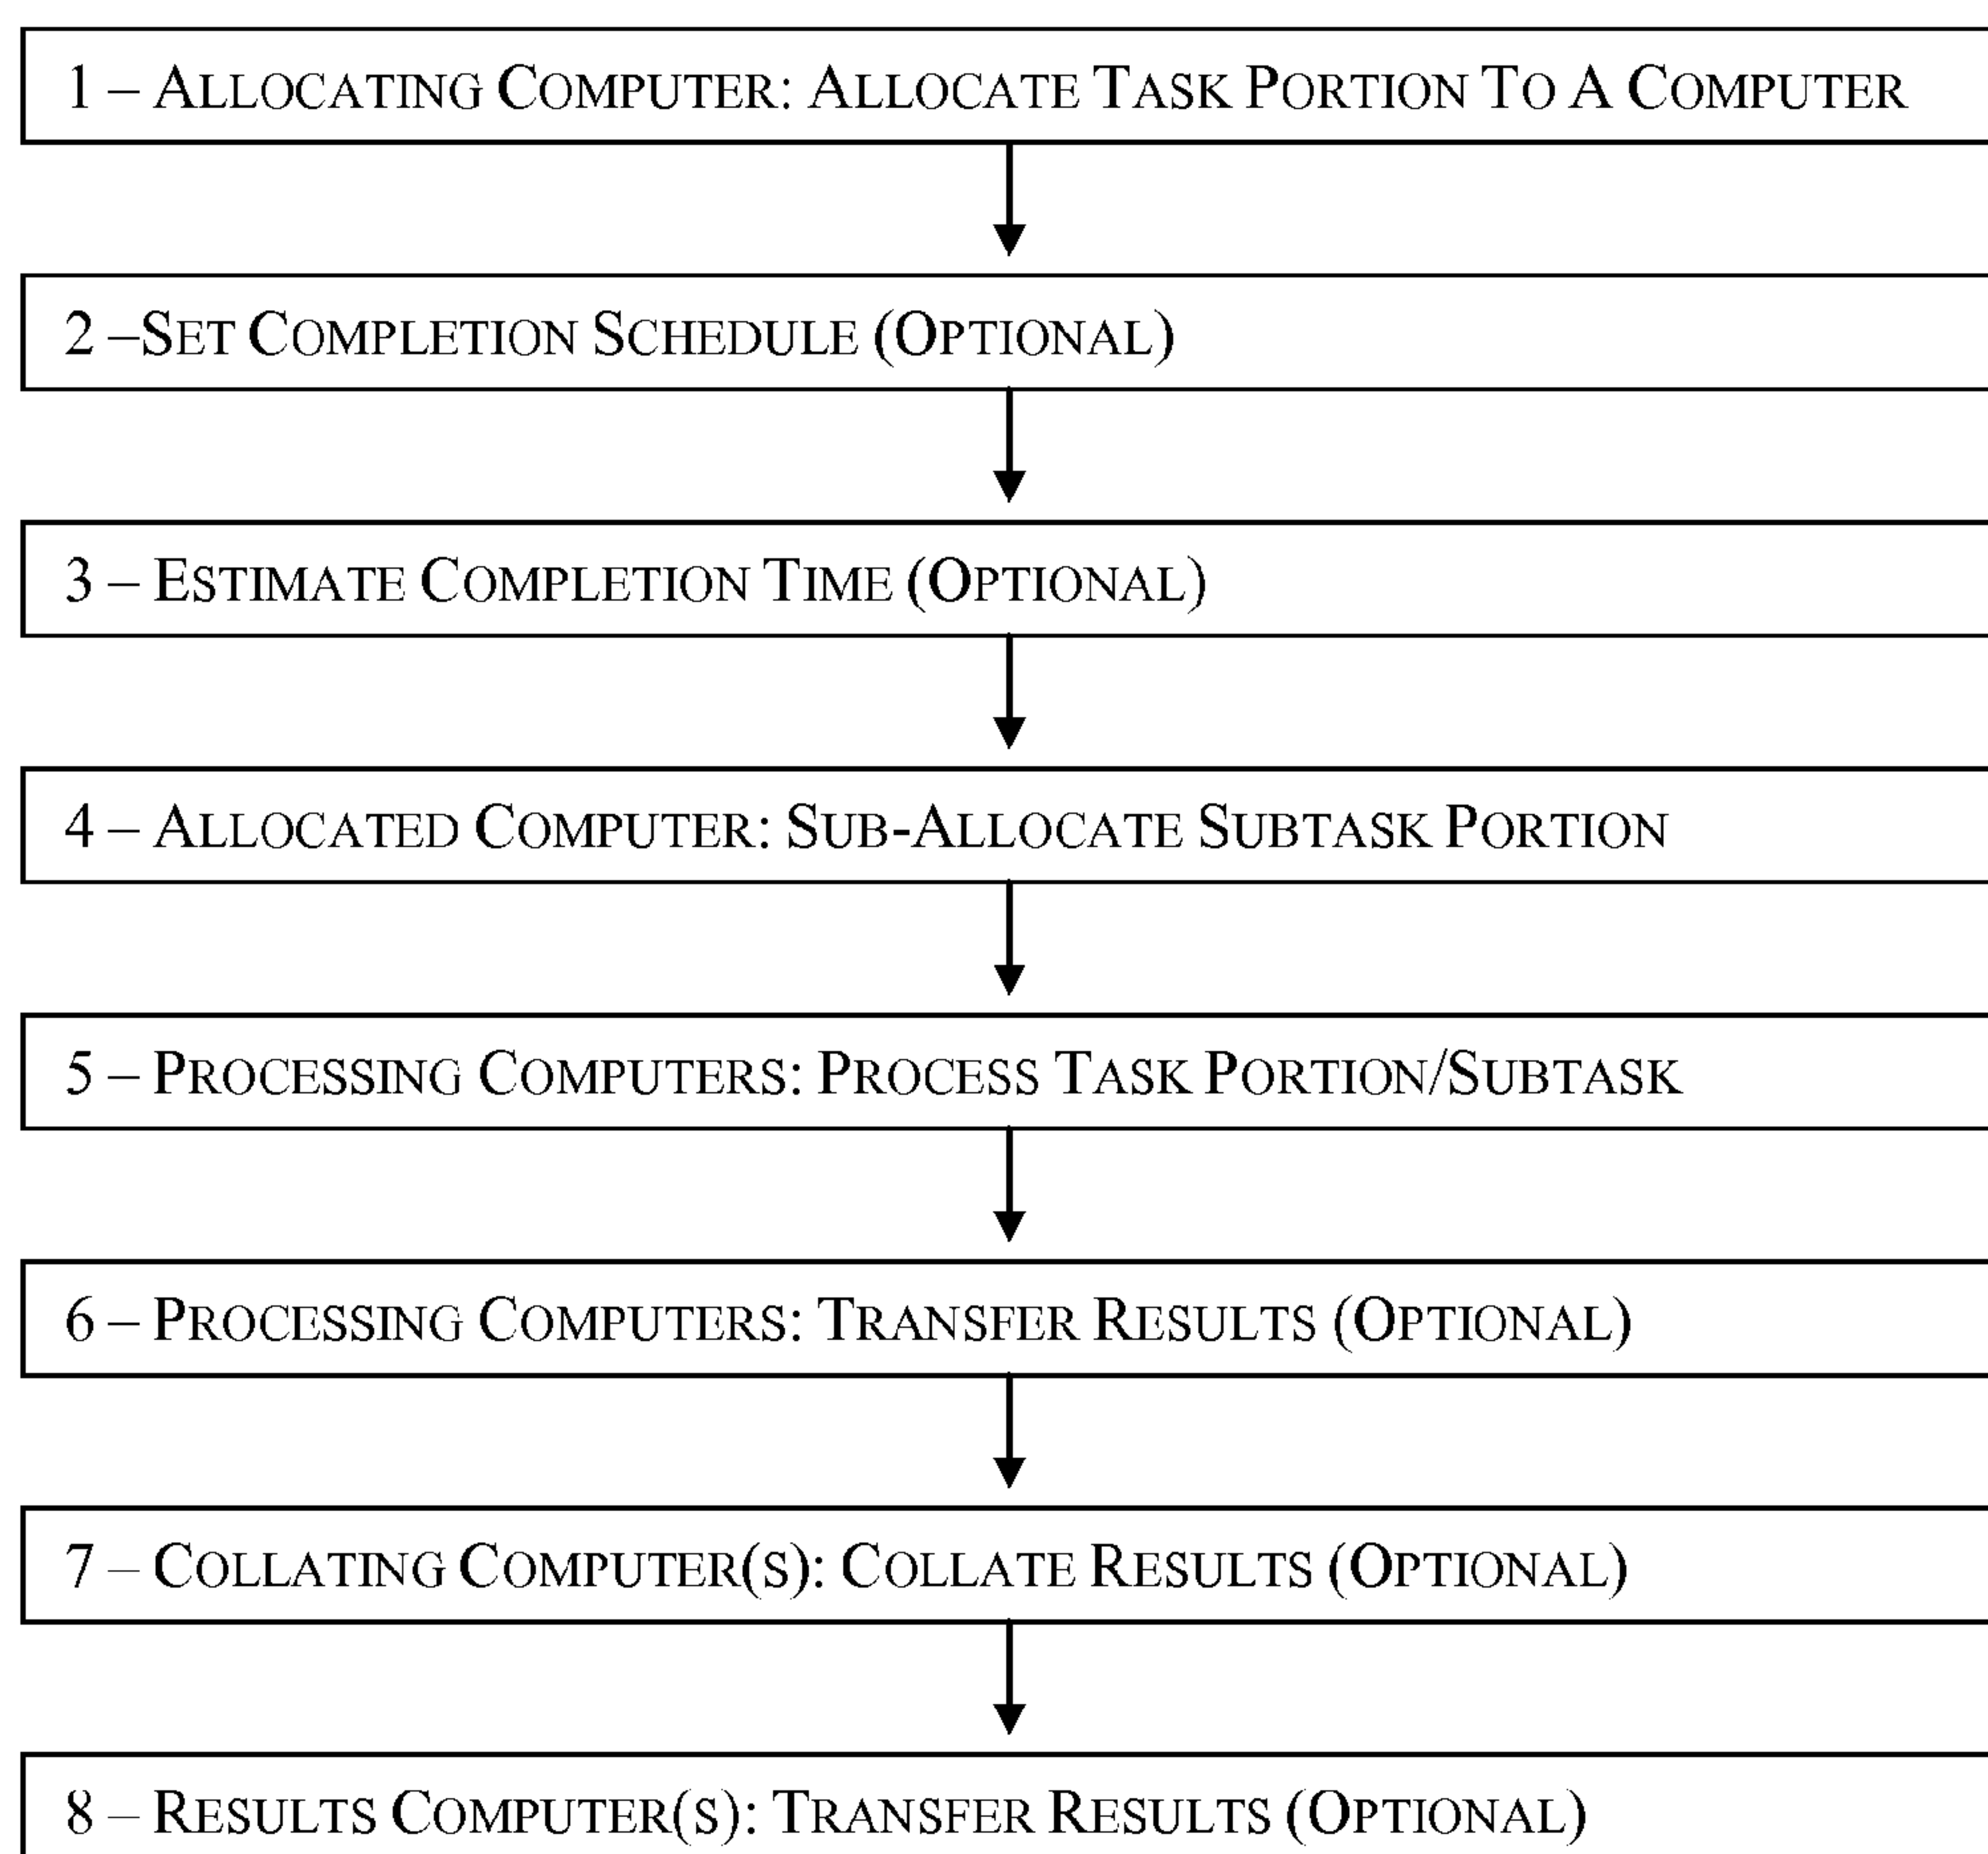 1 – Allocating Computer: Allocate Task Portion To A Computer
2 –Set Completion Schedule (Optional)
3 – Estimate Completion Time (Optional)
4 – Allocated Computer: Sub-Allocate Subtask Portion
5 – Processing Computers: Process Task Portion/Subtask
6 – Processing Computers: Transfer Results (Optional)
7 – Collating Computer(s): Collate Results (Optional)
8 – Results Computer(s): Transfer Results (Optional)